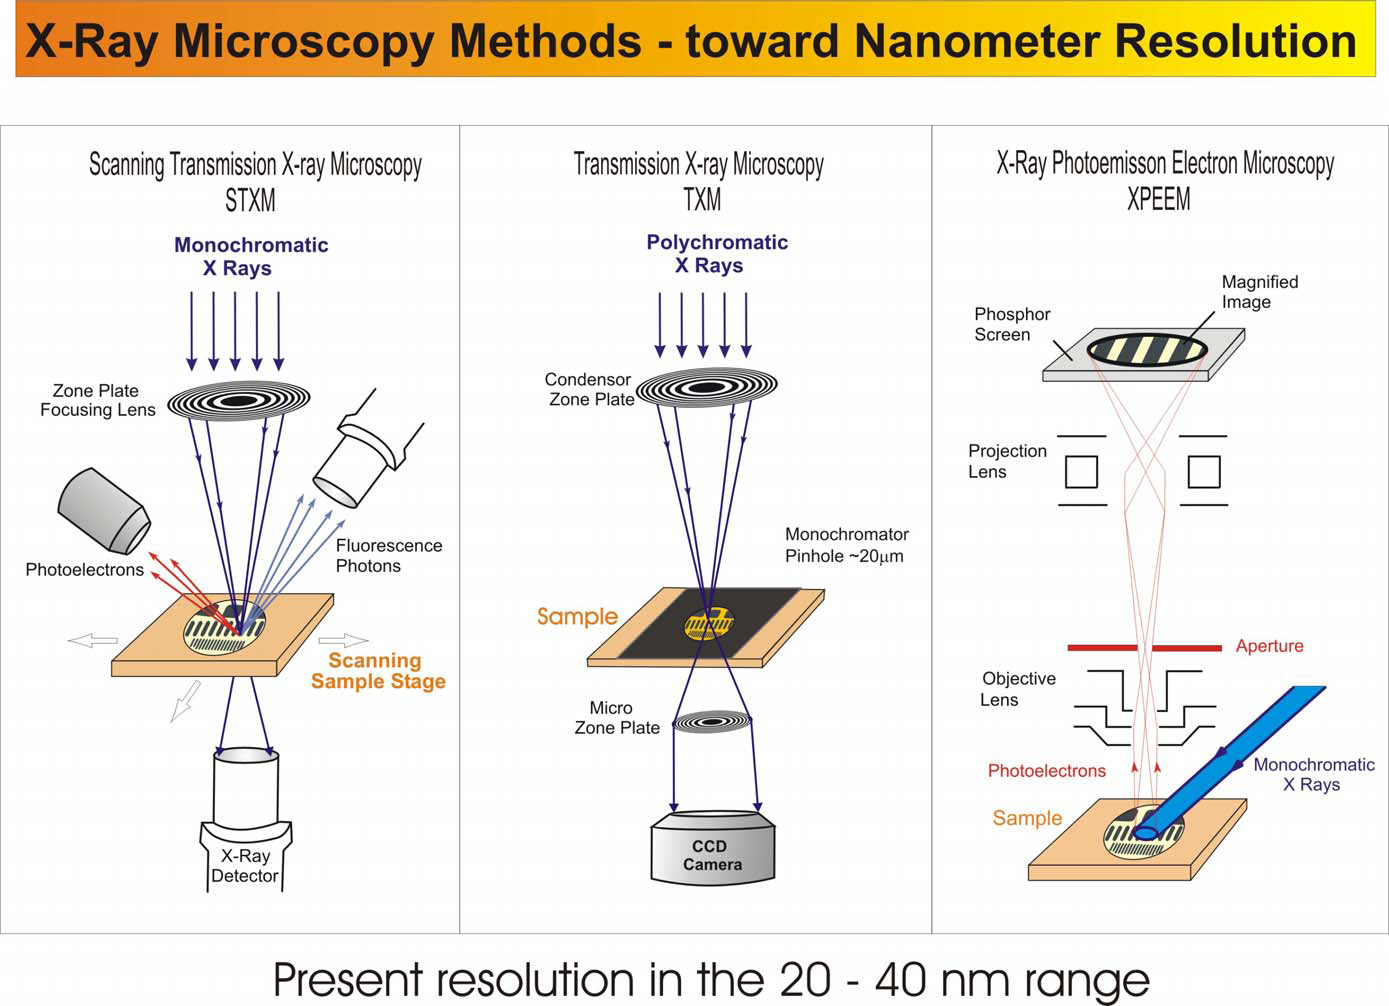 X-Ray Microscopy Methods - toward Nanometer Resolution
Scanning Transmission X-ray Microscopy
STXM
Monochromatic
X Rays
Zone Plate
Focusing Lens
Photoelectrons
Fluorescence
Photons
Scanning
Sample Stage
X-Ray
Detector
Transmission X-ray Microscopy
TXM
Polychromatic
X Rays
Condensor
Zone Plate
Monochromator
Pinhole ~20μm
Sample
Micro
Zone Plate
CCD
Camera
X-Ray Photoemisson Electron Microscopy
XPEEM
Magnified
Image
Phosphor
Screen
Projection
Lens
Aperture
Objective
Lens
Photoelectrons
Monochromatic
X Rays
Sample
Present resolution in the 20 - 40 nm range